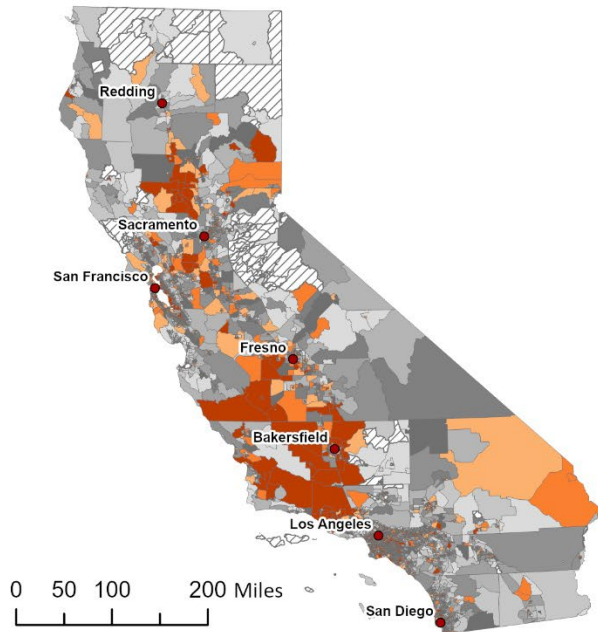 Redding
Sacramento
San Francisco
Fresno
Bakersfield
Los Angeles
San Diego
0 50 100 200 Miles